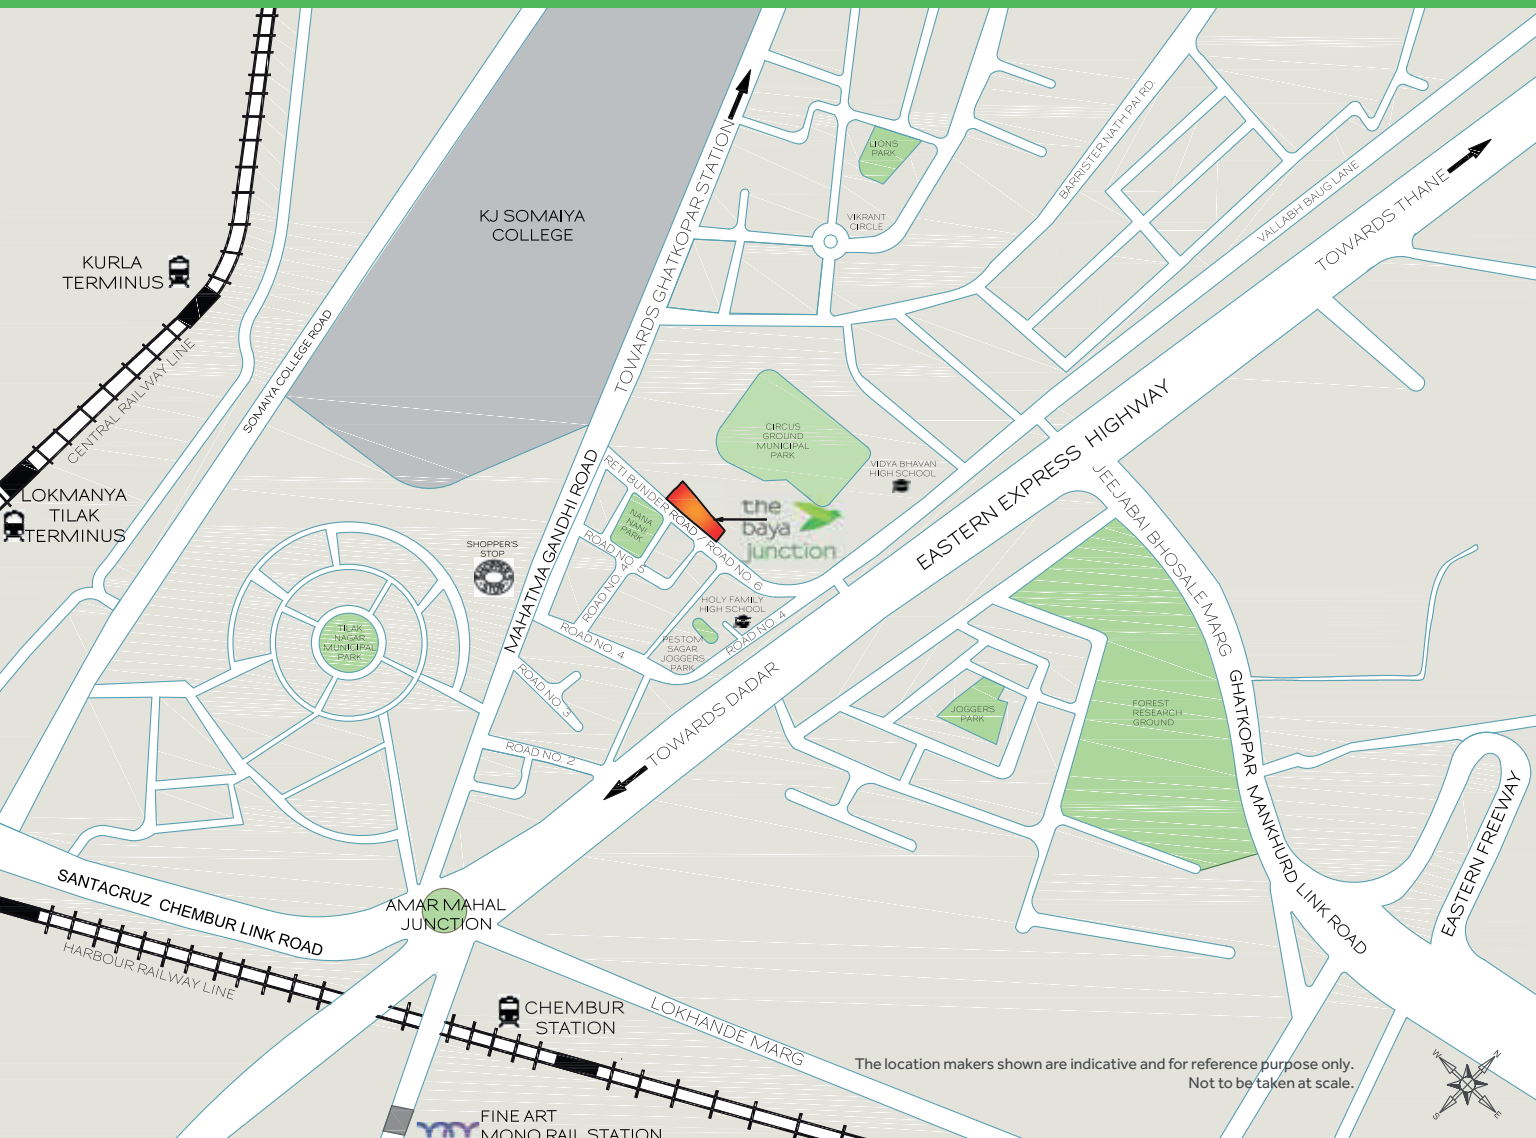 LIONS
PARK
BARRISTER NATH PAI RD
VIKRANT
CIRCLE
VALLABH BAUG LANE
TOWARDS THANE
KJ SOMAIYA
COLLEGE
TOWARDS GHATKOPAR STATION
KURLA
TERMINUS
CENTRAL RAILWAY LINE
SOMAIYA COLLEGE ROAD
LOKMANYA
TILAK
TERMINUS
CIRCUS
GROUND
MUNICIPAL
PARK
VIDYA BHAVAN
HIGH SCHOOL
EASTERN EXPRESS HIGHWAY
JEEJABAI BHOSALE MARG
RETI BUNDER ROAD / ROAD NO. 6
NANA
NANI
PARK
the
baya
junction
SHOPPER'S
STOP
MAHATMA GANDHI ROAD
ROAD NO. 5
ROAD NO. 4C
HOLY FAMILY
HIGH SCHOOL
ROAD NO. 4
PESTOM
SAGAR
JOGGERS
PARK
ROAD NO. 4
TILAK
NAGAR
MUNICIPAL
PARK
ROAD NO. 3
ROAD NO. 2
TOWARDS DADAR
JOGGERS
PARK
FOREST
RESEARCH
GROUND
GHATKOPAR MANKHURD LINK ROAD
EASTERN FREEWAY
SANTACRUZ CHEMBUR LINK ROAD
AMAR MAHAL
JUNCTION
HARBOUR RAILWAY LINE
CHEMBUR
STATION
LOKHANDE MARG
The location makers shown are indicative and for reference purpose only.
Not to be taken at scale.
W
N
S
E
FINE ART
MONO RAIL STATION